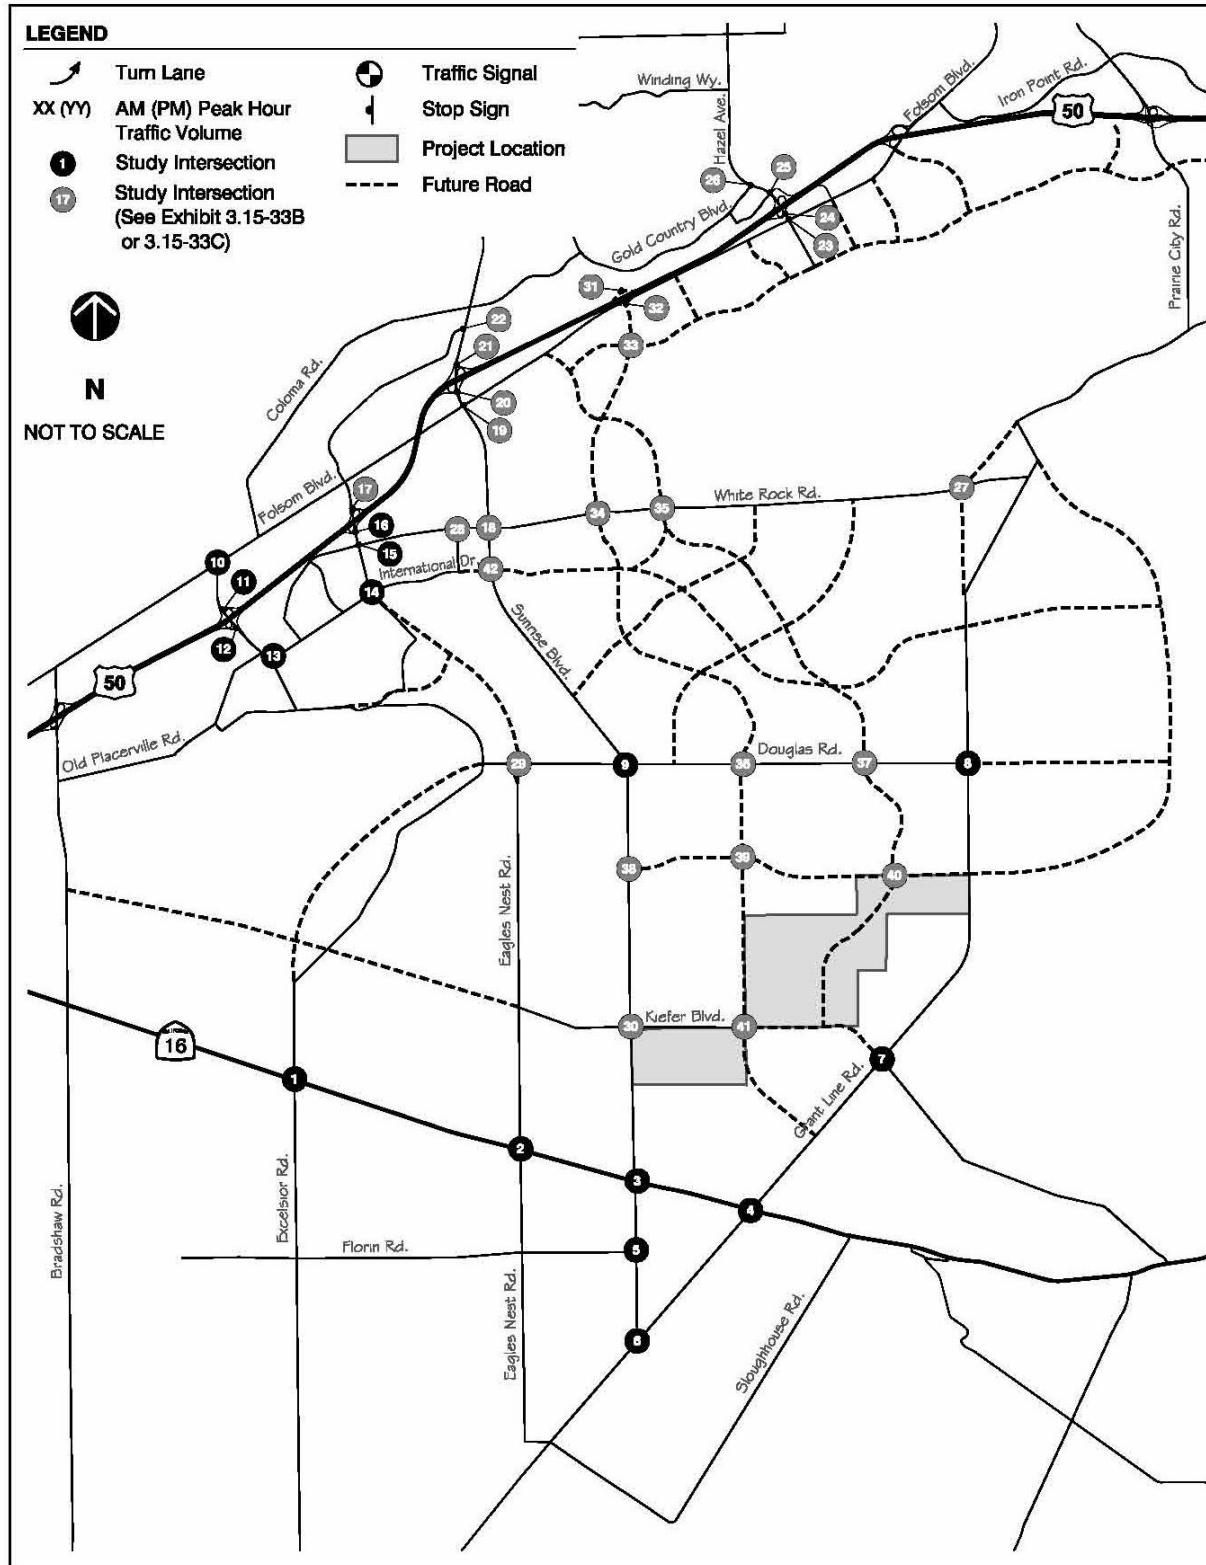 LEGEND
Turn Lane
XX (YY) AM (PM) Peak Hour
Traffic Volume
1 Study Intersection
17 Study Intersection
(See Exhibit 3.15-33B
or 3.15-33C)
Traffic Signal
Stop Sign
Project Location
Future Road
N
NOT TO SCALE
Winding Wy.
Hazel Ave.
Folsom Blvd.
Iron Point Rd.
50
26
25
24
23
Gold Country Blvd.
Prairie City Rd.
31
32
33
22
21
20
19
Coloma Rd.
Folsom Blvd.
17
16
15
28
18
34
35
White Rock Rd.
27
10
11
International Dr.
42
14
12
13
Sunrise Blvd.
50
Old Placerville Rd.
29
9
36
Douglas Rd.
37
8
38
39
40
Eagles Nest Rd.
30
Kiefer Blvd.
41
16
7
1
Grant Line Rd.
2
3
4
Bradshaw Rd.
Excelsior Rd.
Florin Rd.
5
Eagles Nest Rd.
6
Sloughhouse Rd.